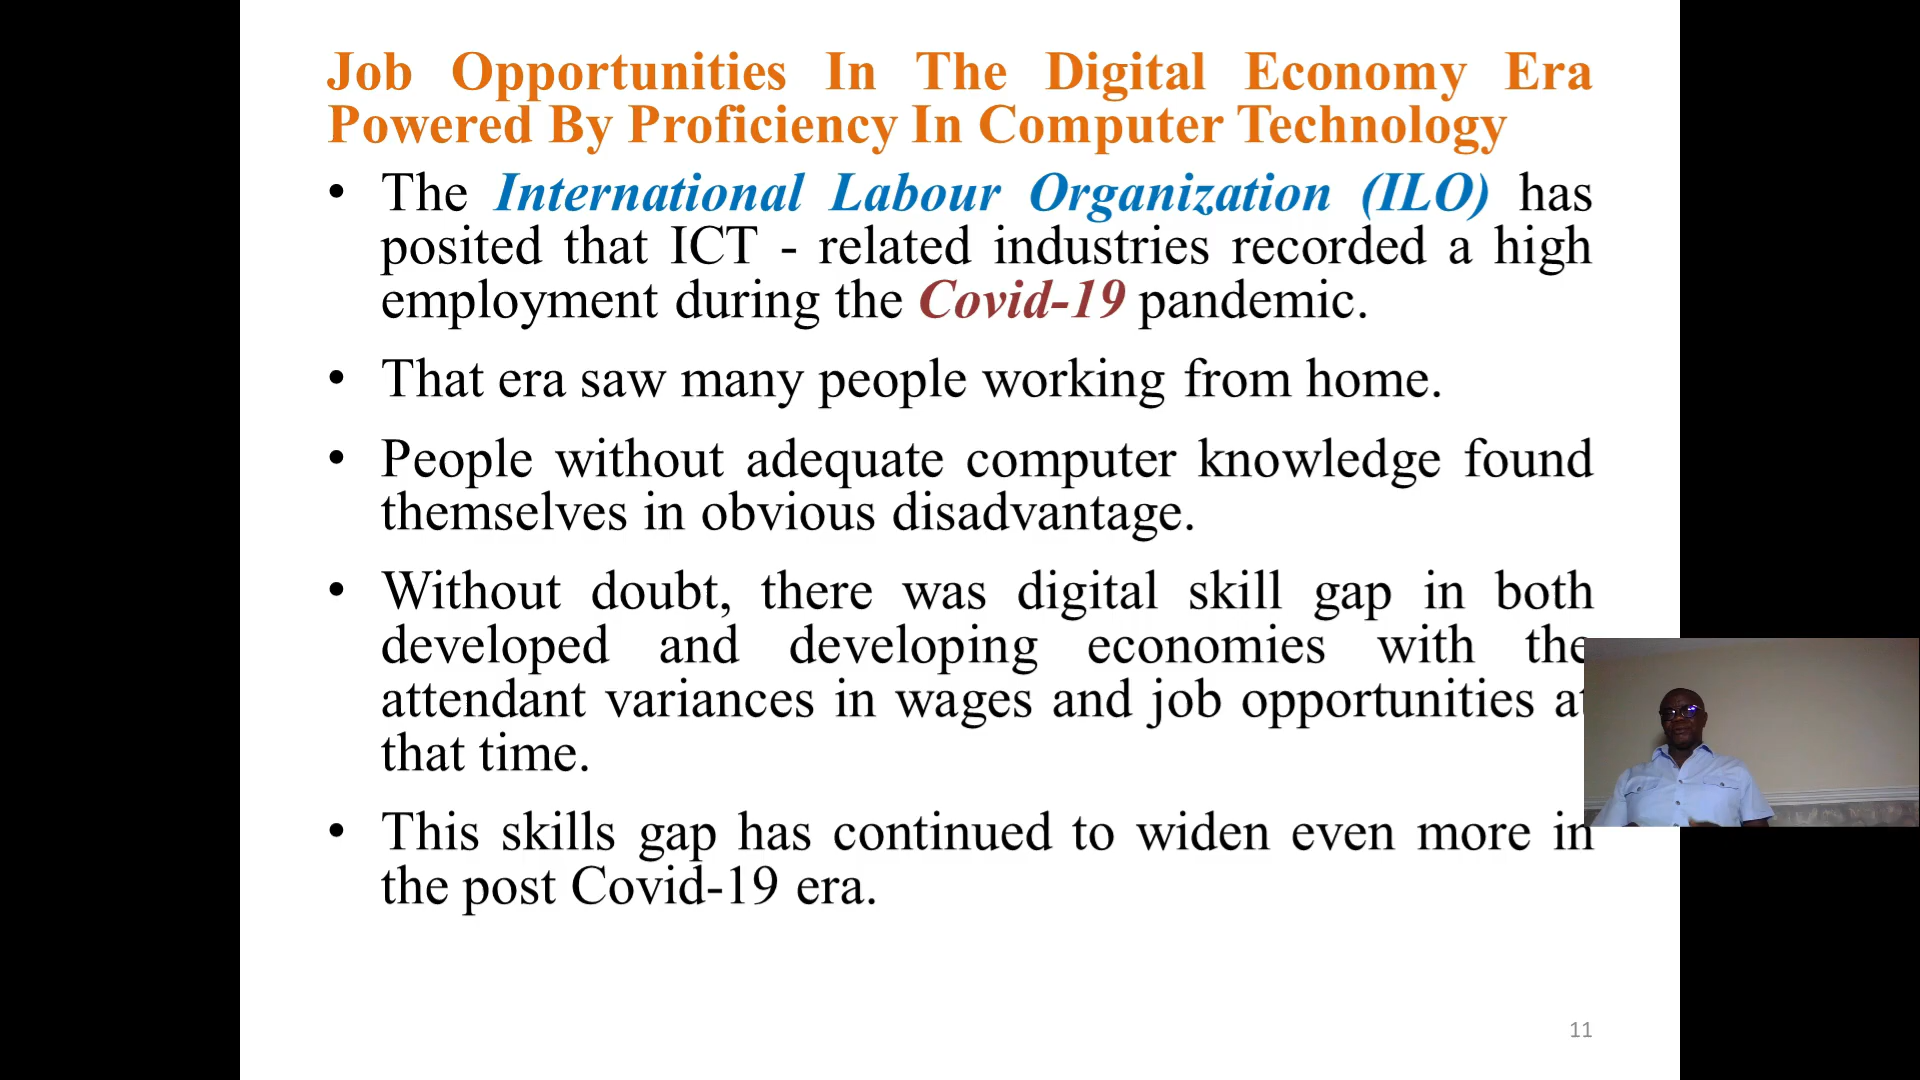 Job Opportunities In The Digital Economy Era
Powered By Proficiency In Computer Technology
• The International Labour Organization (ILO) has
posited that ICT - related industries recorded a high
employment during the Covid-19 pandemic.
• That era saw many people working from home.
• People without adequate computer knowledge found
themselves in obvious disadvantage.
• Without doubt, there was digital skill gap in both
developed and developing economies with the
attendant variances in wages and job opportunities at
that time.
• This skills gap has continued to widen even more in
the post Covid-19 era.
11